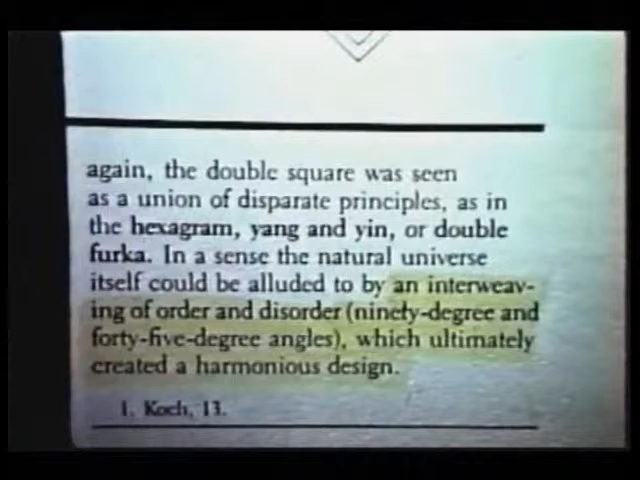 again, the double square was seen
as a union of disparate principles, as in
the hexagram, yang and yin, or double
furka. In a sense the natural universe
itself could be alluded to by an interweav-
ing of order and disorder (ninety-degree and
forty-five-degree angles), which ultimately
created a harmonious design.
1. Koch, 13.